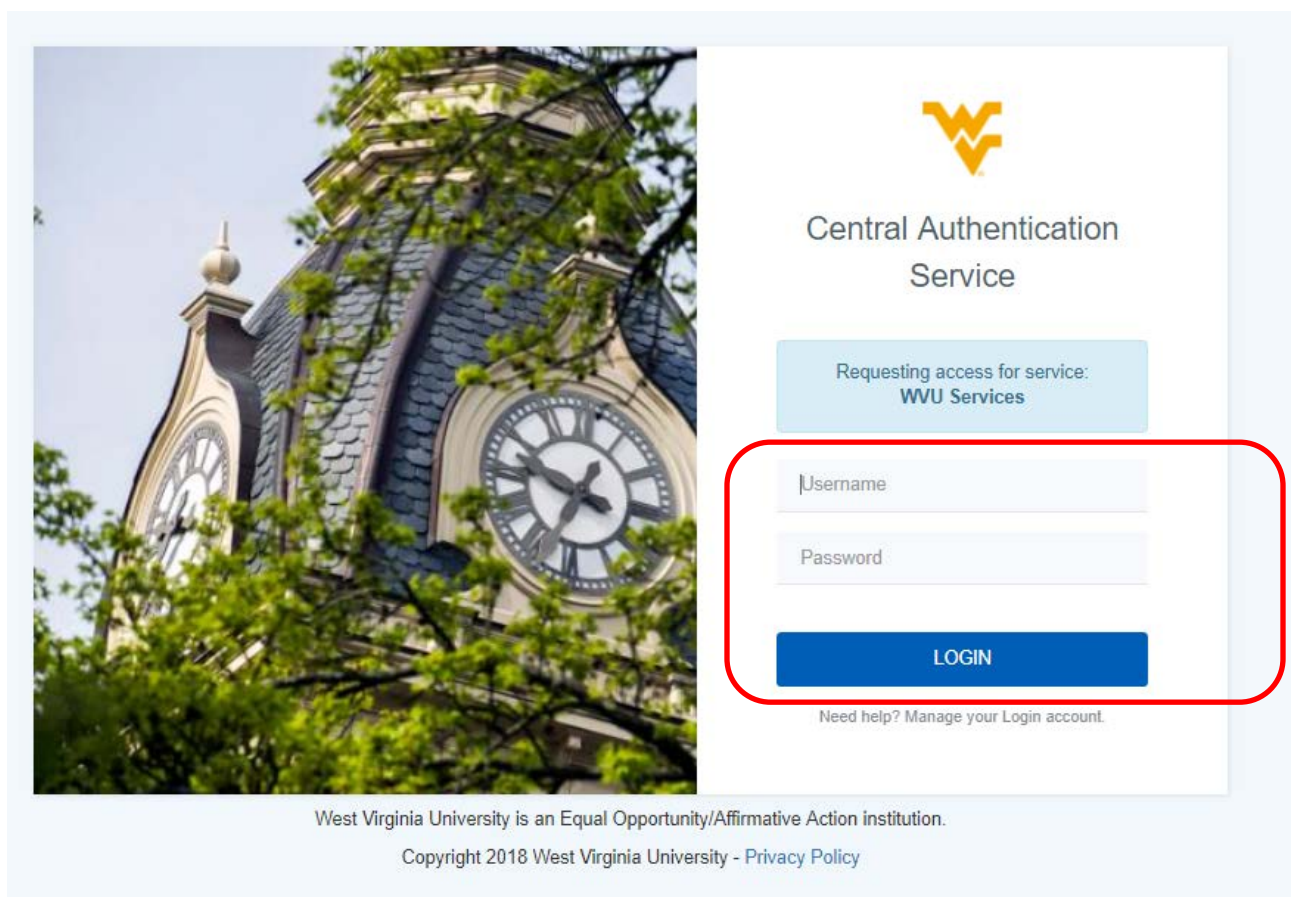 Central Authentication
Service
Requesting access for service:
WVU Services
Username
Password
LOGIN
Need help? Manage your Login account.
West Virginia University is an Equal Opportunity/Affirmative Action institution.
Copyright 2018 West Virginia University - Privacy Policy